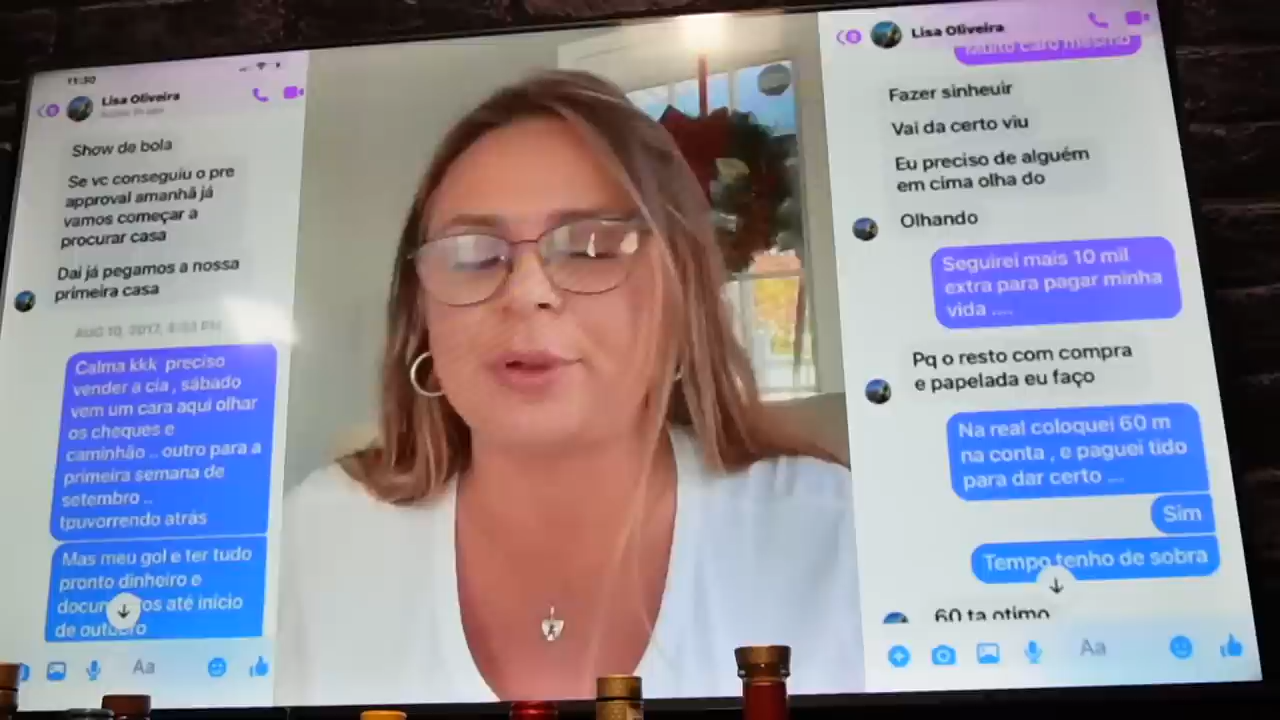 11:30
Lisa Oliveira
Show de bola
Se vc conseguiu o pre
approval amanhã já
vamos começar a
procurar casa
Dai já pegamos a nossa
primeira casa
Calma kkk preciso
vender a cia , sábado
vem um cara aqui olhar
os cheques e
caminhão .. outro para a
primeira semana de
setembro ..
tpuvorrendo atrás
Mas meu gol e ter tudo
pronto dinheiro e
até início
de
Aa
Lisa Oliveira
Fazer sinheuir
Vai da certo viu
Eu preciso de alguém
em cima olha do
Olhando
Seguirei mais 10 mil
extra para pagar minha
vida ....
Pq o resto com compra
e papelada eu faço
Na real coloquei 60 m
na conta , e paguei tido
para dar certo ...
Sim
Tempo tenho de sobra
60 ta otimo
Aa